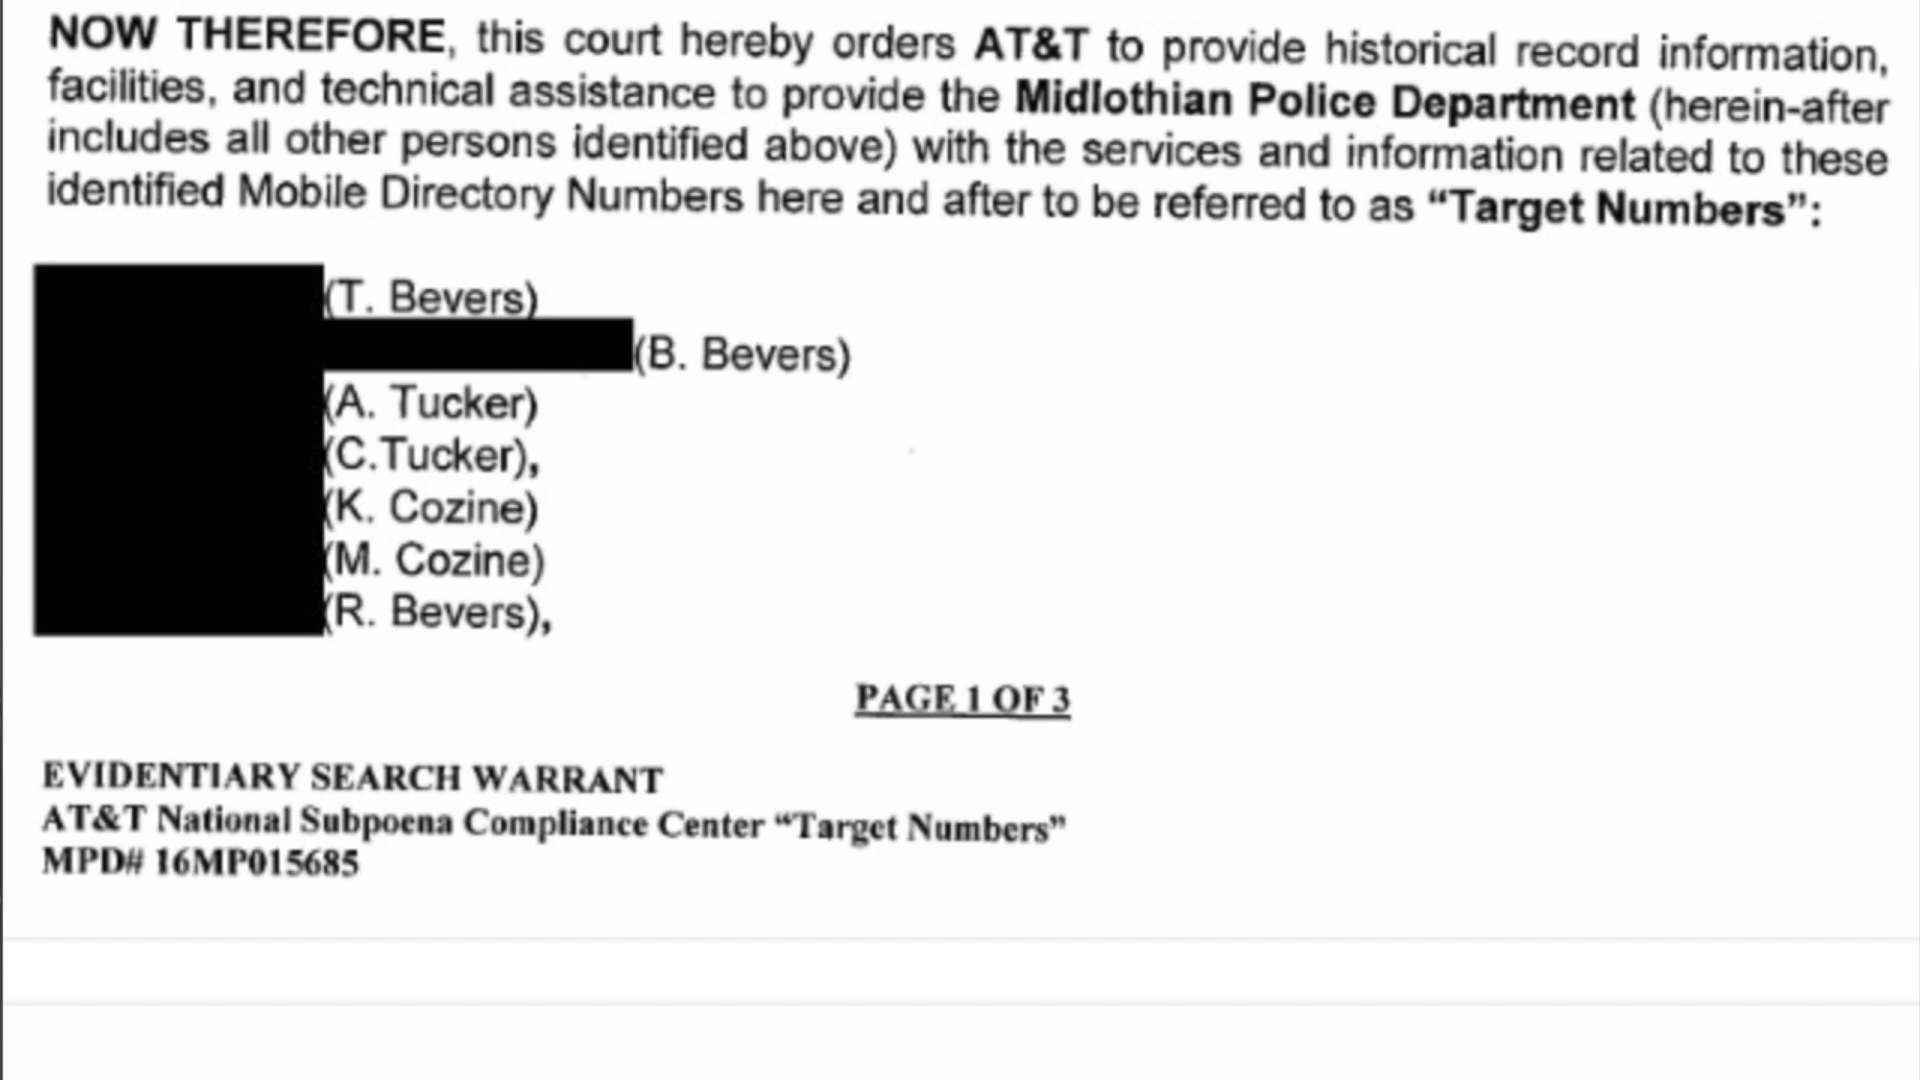 NOW THEREFORE, this court hereby orders AT&T to provide historical record information,
facilities, and technical assistance to provide the Midlothian Police Department (herein-after
includes all other persons identified above) with the services and information related to these
identified Mobile Directory Numbers here and after to be referred to as “Target Numbers”:
(T. Bevers)
(B. Bevers)
(A. Tucker)
(C.Tucker),
(K. Cozine)
(M. Cozine)
(R. Bevers),
PAGE 1 OF 3
EVIDENTIARY SEARCH WARRANT
AT&T National Subpoena Compliance Center “Target Numbers”
MPD# 16MP015685